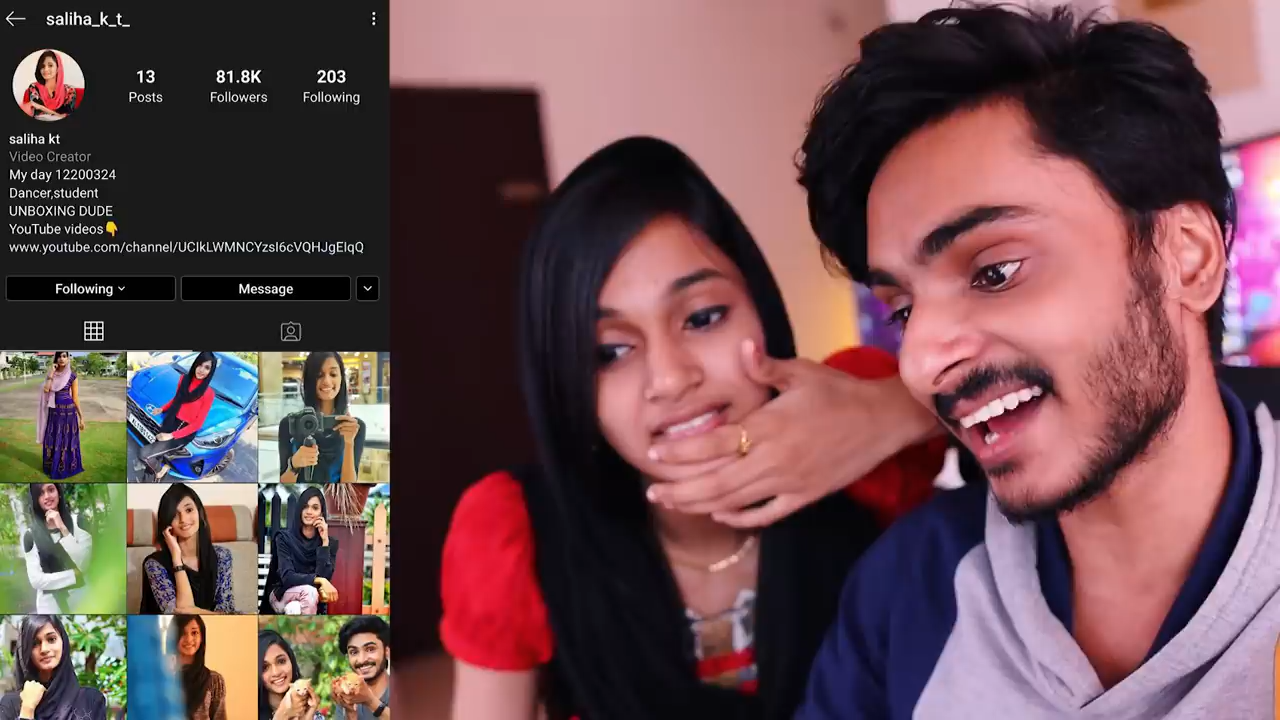 saliha_k_t_
13
81.8K
203
Posts
Followers
Following
saliha kt
Video Creator
My day 12200324
Dancer,student
UNBOXING DUDE
YouTube videos👇
www.youtube.com/channel/UClkLWMNCYzsI6cVQHJgEIqQ
Following
Message